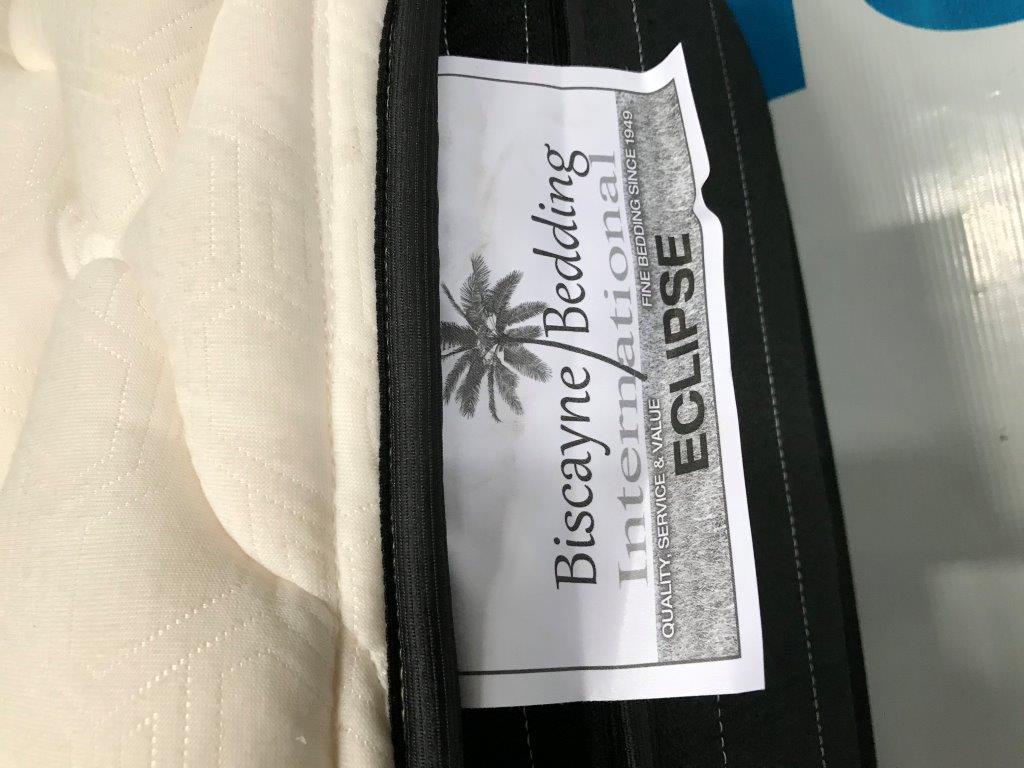 Biscayne Bedding
International
QUALITY, SERVICE & VALUE FINE BEDDING SINCE 1949
ECLIPSE